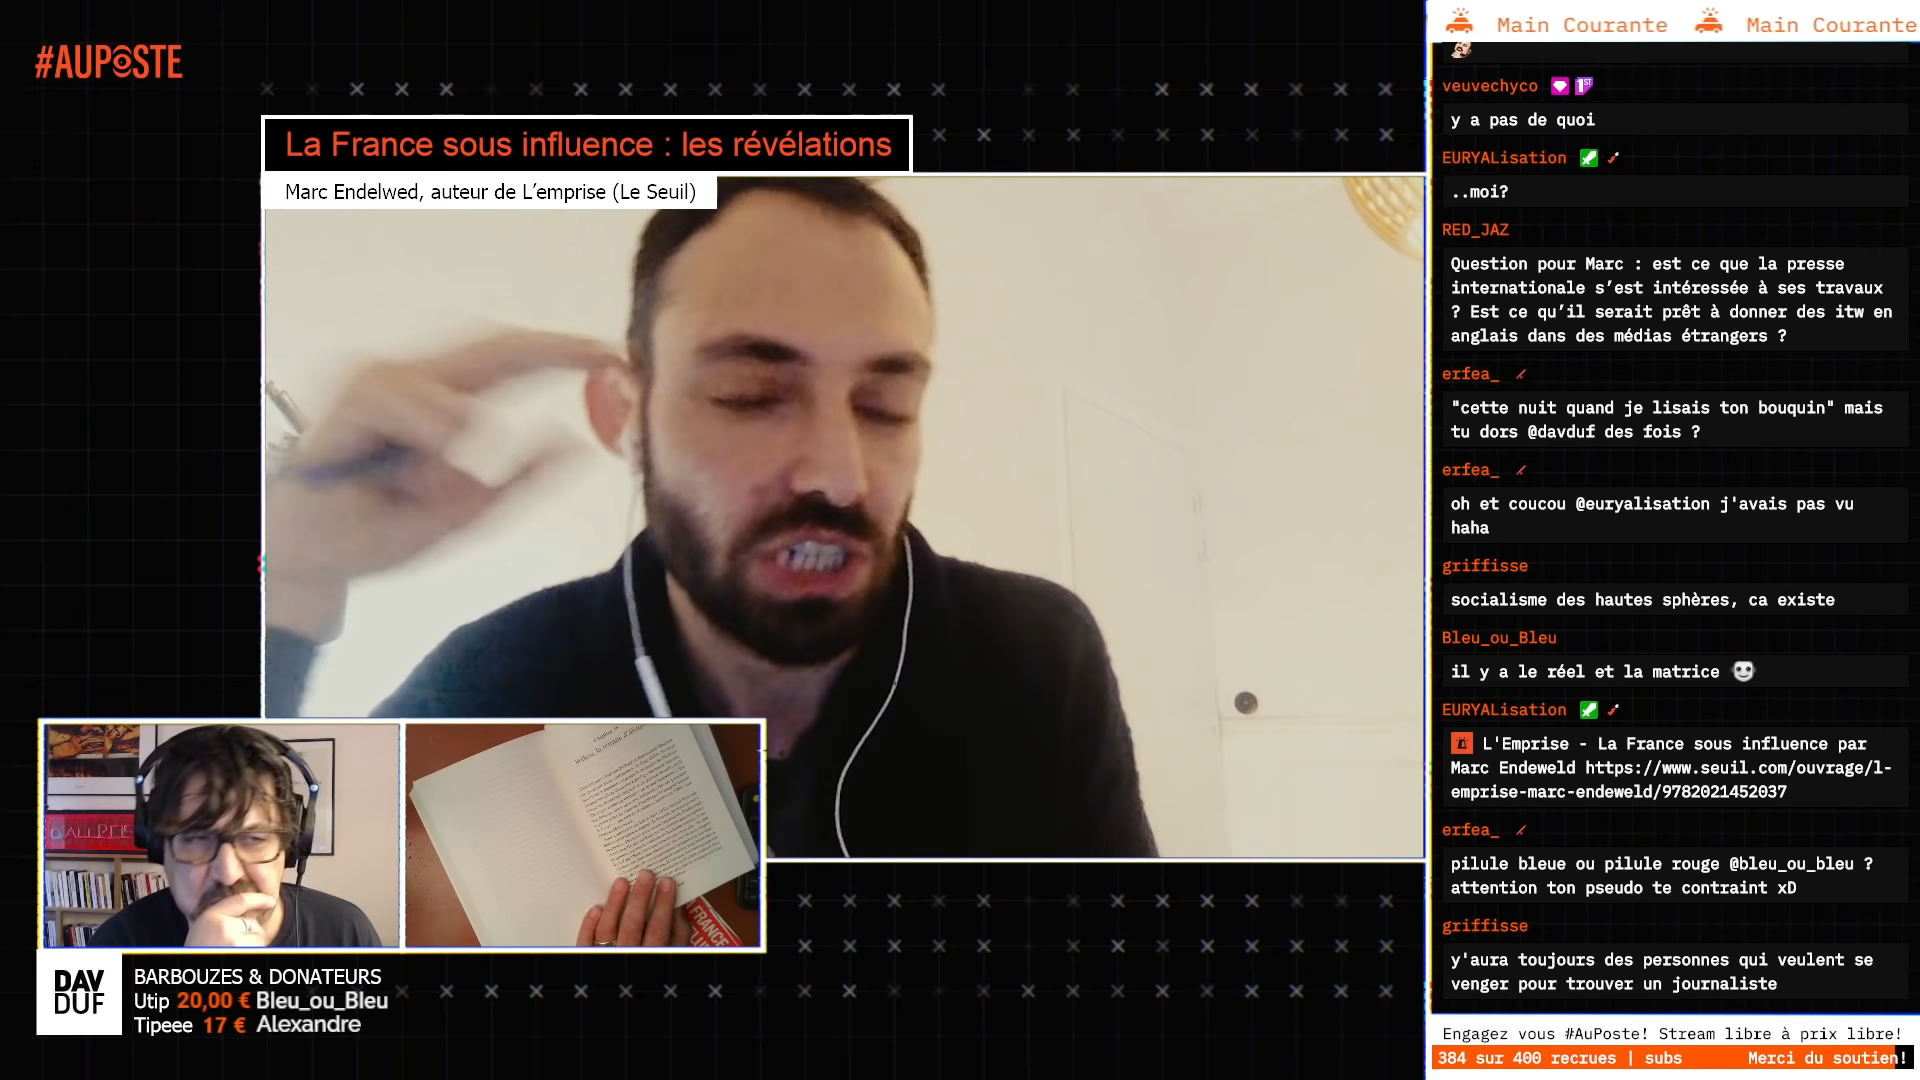 #AUPOSTE
La France sous influence : les révélations
Marc Endelwed, auteur de L’emprise (Le Seuil)
FRANCE
DAV
DUF
BARBOUZES & DONATEURS
Utip 20,00 € Bleu_ou_Bleu
Tipeee 17 € Alexandre
Main Courante Main Courante
veuvechyco 1ST
y a pas de quoi
EURYALisation
..moi?
RED_JAZ
Question pour Marc : est ce que la presse
internationale s’est intéressée à ses travaux
? Est ce qu’il serait prêt à donner des itw en
anglais dans des médias étrangers ?
erfea_
"cette nuit quand je lisais ton bouquin" mais
tu dors @davduf des fois ?
erfea_
oh et coucou @euryalisation j'avais pas vu
haha
griffisse
socialisme des hautes sphères, ca existe
Bleu_ou_Bleu
il y a le réel et la matrice
EURYALisation
L'Emprise - La France sous influence par
Marc Endeweld https://www.seuil.com/ouvrage/l-
emprise-marc-endeweld/9782021452037
erfea_
pilule bleue ou pilule rouge @bleu_ou_bleu ?
attention ton pseudo te contraint xD
griffisse
y'aura toujours des personnes qui veulent se
venger pour trouver un journaliste
Engagez vous #AuPoste! Stream libre à prix libre!
384 sur 400 recrues | subs Merci du soutien!